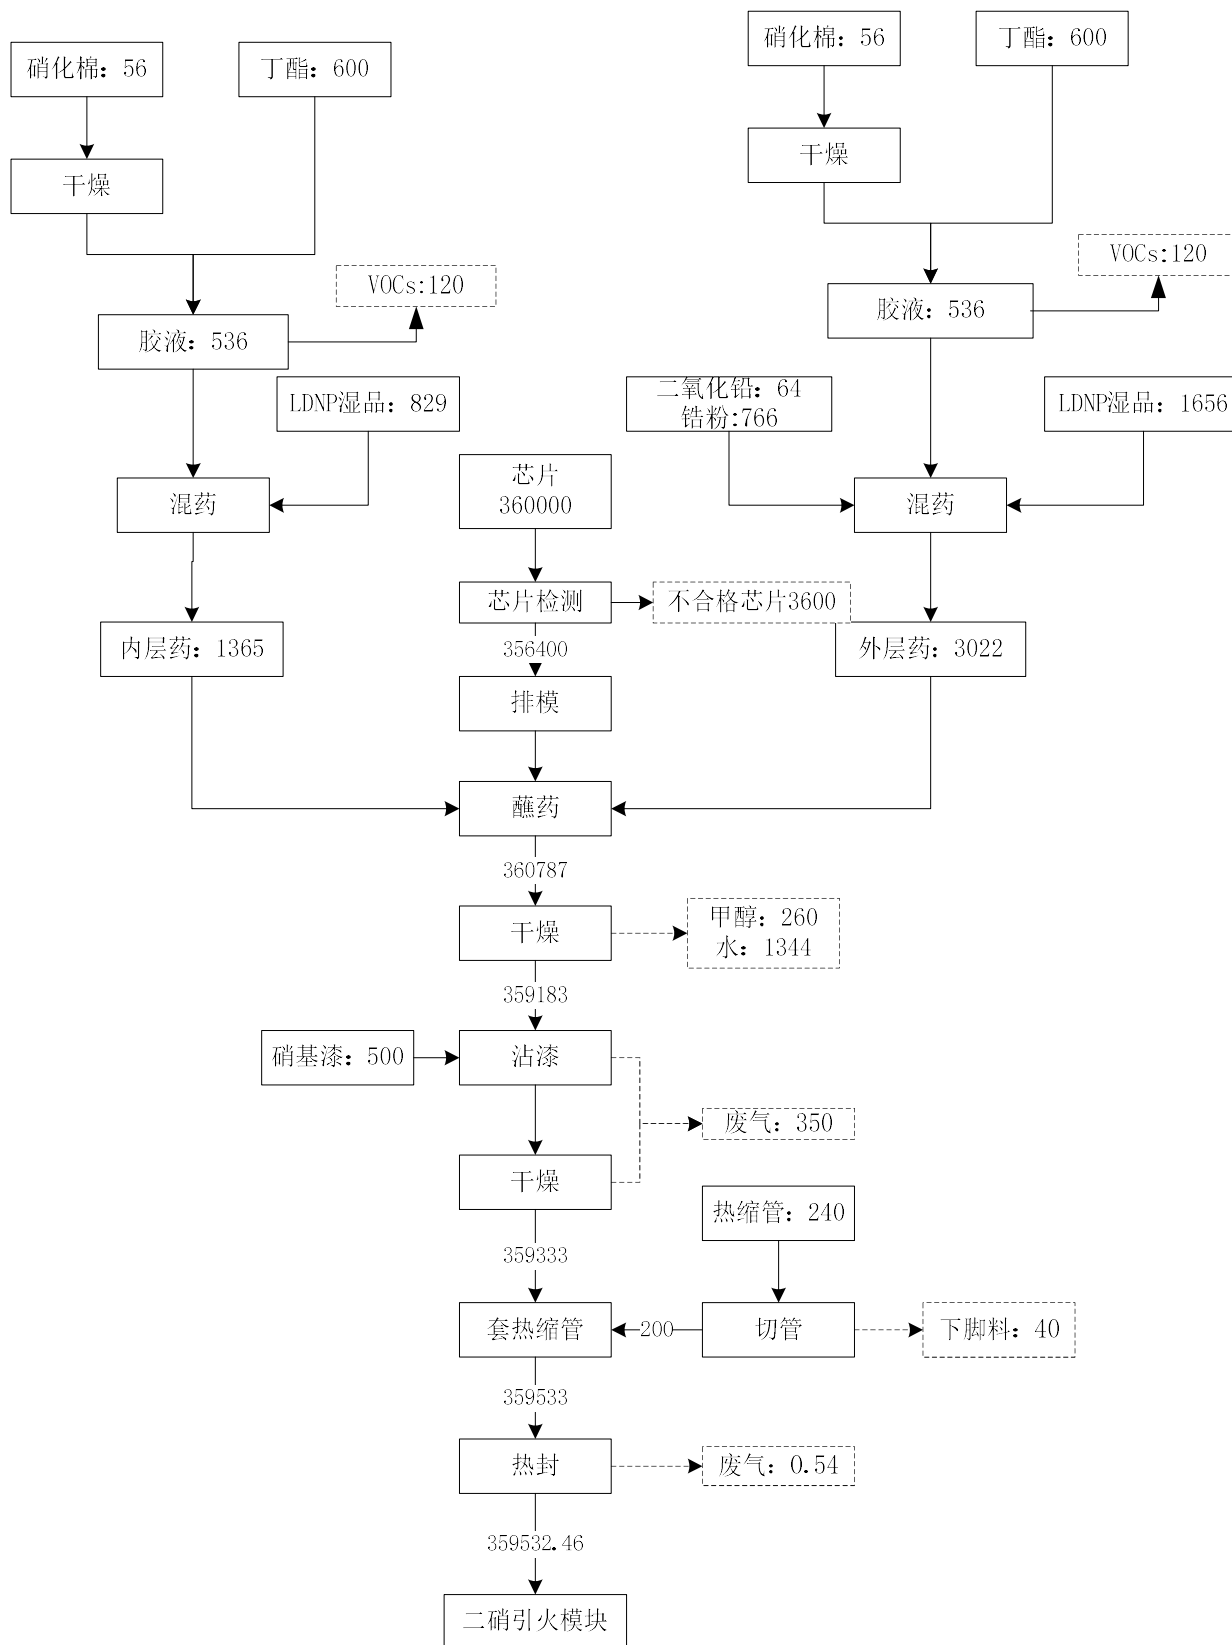 硝化棉：56
丁酯：600
干燥
胶液：536
VOCs:120
LDNP湿品：829
混药
内层药：1365
硝化棉：56
丁酯：600
干燥
胶液：536
VOCs:120
二氧化铅：64
锆粉:766
LDNP湿品：1656
混药
外层药：3022
芯片
360000
芯片检测
不合格芯片3600
356400
排模
蘸药
360787
干燥
甲醇：260
水：1344
359183
硝基漆：500
沾漆
废气：350
干燥
359333
热缩管：240
套热缩管
200
切管
下脚料：40
359533
热封
废气：0.54
359532.46
二硝引火模块